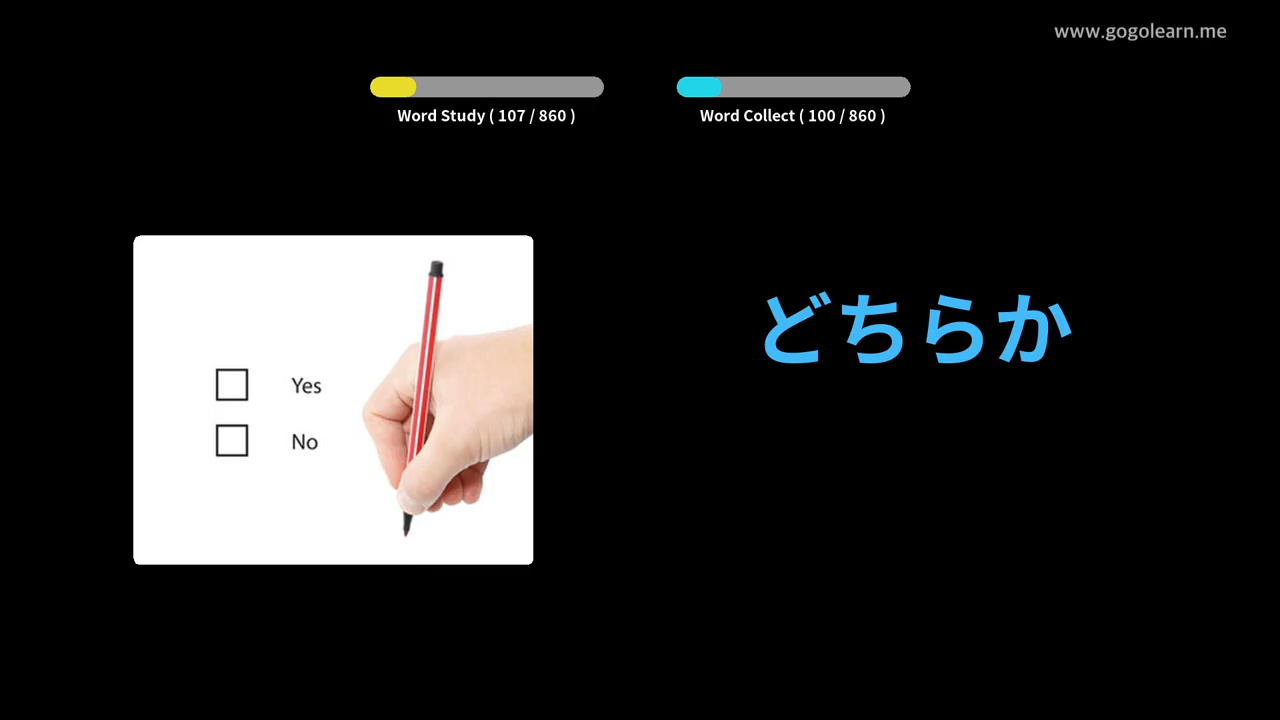 www.gogolearn.me
Word Study ( 107 / 860 )
Word Collect ( 100 / 860 )
Yes
No
どちらか